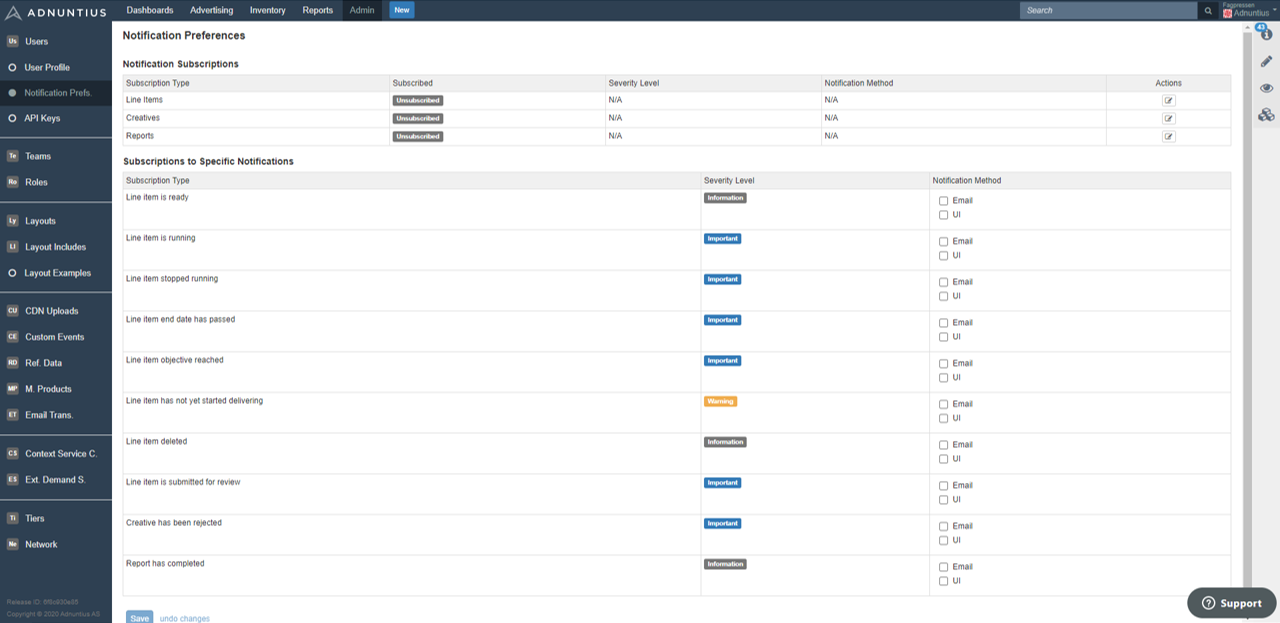 ADNUNTIUS Dashboards Advertising Inventory Reports Admin New Search Fagpressen Adnuntius
43
Us Users
User Profile
Notification Prefs.
API Keys
Te Teams
Ro Roles
Ly Layouts
LI Layout Includes
Layout Examples
CU CDN Uploads
CE Custom Events
RD Ref. Data
MP M. Products
ET Email Trans.
CS Context Service C.
ES Ext. Demand S.
Ti Tiers
Ne Network
Copyright © 2020 Adnuntius AS
Notification Preferences
Notification Subscriptions
Subscription Type Subscribed Severity Level Notification Method Actions
Line Items Unsubscribed N/A N/A
Creatives Unsubscribed N/A N/A
Reports Unsubscribed N/A N/A
Subscriptions to Specific Notifications
Subscription Type Severity Level Notification Method
Line item is ready Information Email
UI
Line item is running Important Email
UI
Line item stopped running Important Email
UI
Line item end date has passed Important Email
UI
Line item objective reached Important Email
UI
Line item has not yet started delivering Warning Email
UI
Line item deleted Information Email
UI
Line item is submitted for review Important Email
UI
Creative has been rejected Important Email
UI
Report has completed Information Email
UI
Save undo changes
Support